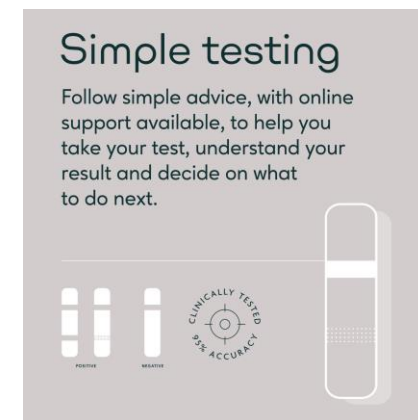 Simple testing
Follow simple advice, with online
support available, to help you
take your test, understand your
result and decide on what
to do next.
CLINICALLY TESTED
95% ACCURACY
POSITIVE
NEGATIVE